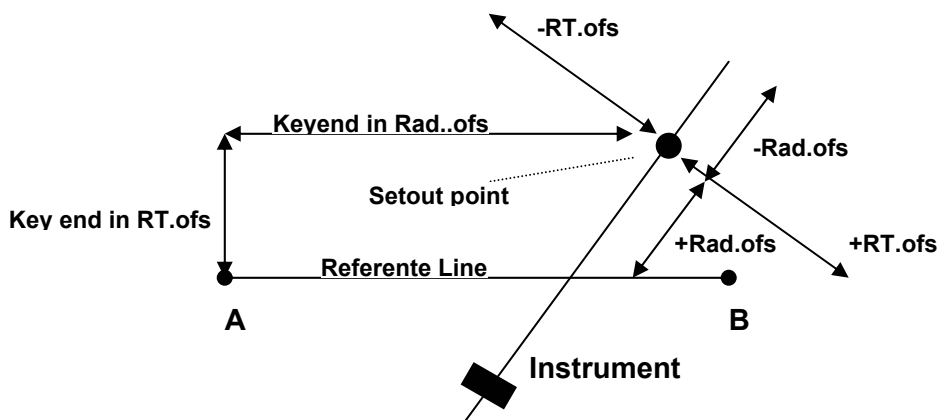 -RT.ofs
Keyend in Rad..ofs
-Rad.ofs
Setout point
Key end in RT.ofs
+Rad.ofs
+RT.ofs
Referente Line
A
B
Instrument